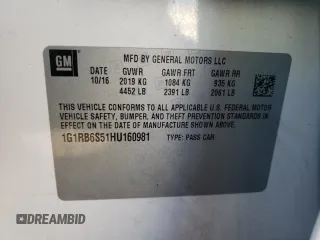 GM
MFD BY GENERAL MOTORS LLC
10/16 GVWR GAWR FRT GAWR RR
2019 KG 1084 KG 935 KG
4452 LB 2391 LB 2061 LB
THIS VEHICLE CONFORMS TO ALL APPLICABLE U.S. FEDERAL MOTOR
VEHICLE SAFETY, BUMPER, AND THEFT PREVENTION STANDARDS IN
EFFECT ON THE DATE OF MANUFACTURE SHOWN ABOVE.
1G1RB6S51HU160981 TYPE: PASS CAR
DREAMBID
DREAMBID.COM